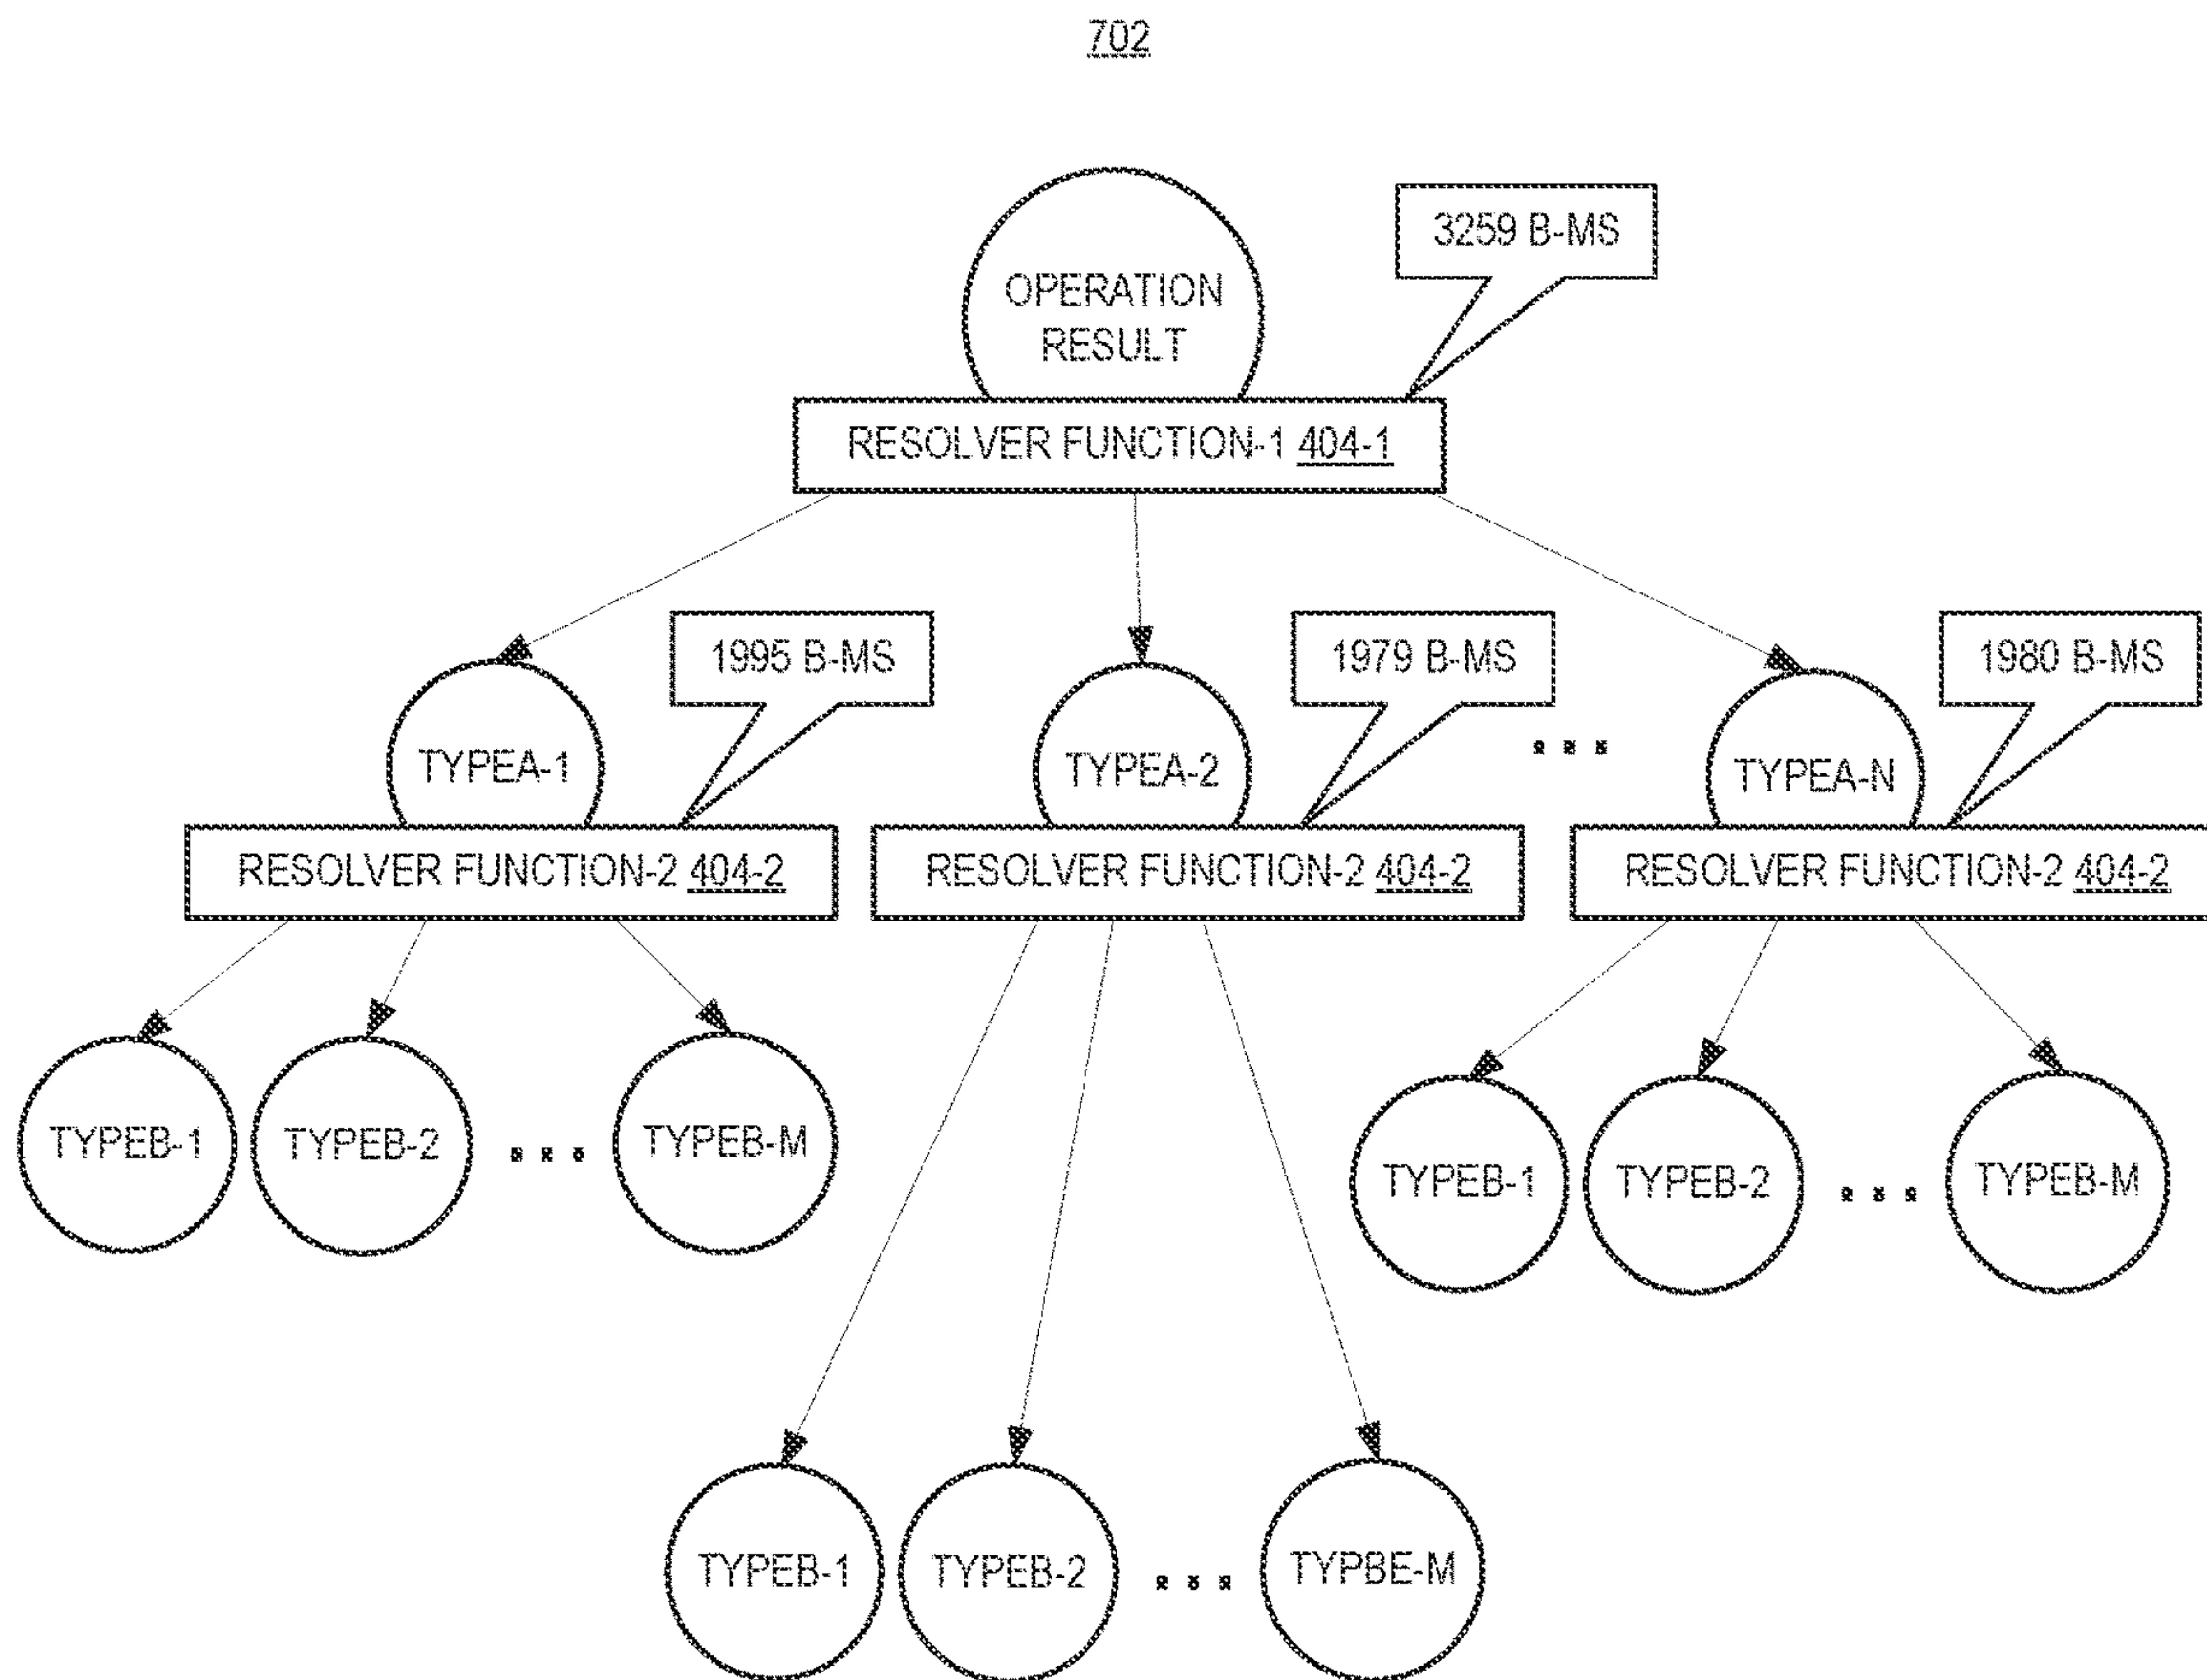 702
3259 B-MS
OPERATION
RESULT
RESOLVER FUNCTION-1 404-1
1995 B-MS
1979 B-MS
1980 B-MS
TYPEA-1
TYPEA-2
...
TYPEA-N
RESOLVER FUNCTION-2 404-2
RESOLVER FUNCTION-2 404-2
RESOLVER FUNCTION-2 404-2
TYPEB-1
TYPEB-2
...
TYPEB-M
TYPEB-1
TYPEB-2
...
TYPEB-M
TYPEB-1
TYPEB-2
...
TYPBE-M